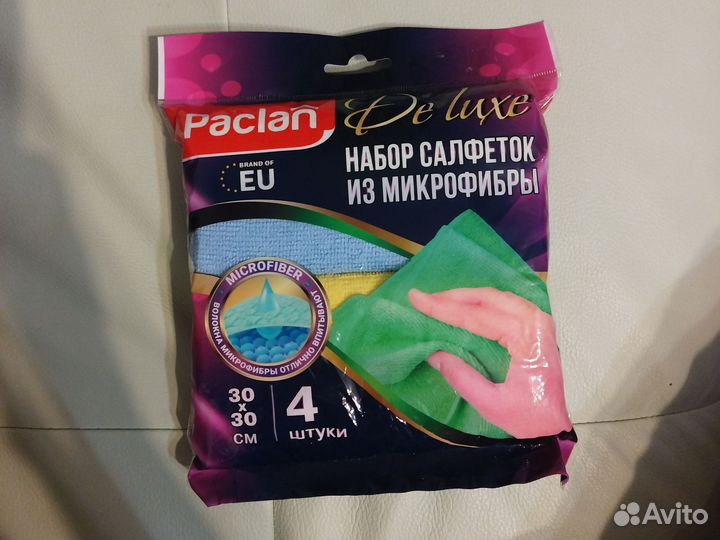 Paclan
De luxe
BRAND OF
EU
НАБОР САЛФЕТОК
ИЗ МИКРОФИБРЫ
MICROFIBER
ВОЛОКНА МИКРОФИБРЫ ОТЛИЧНО ВПИТЫВАЮТ
30
х
30
СМ
4
ШТУКИ
Avito